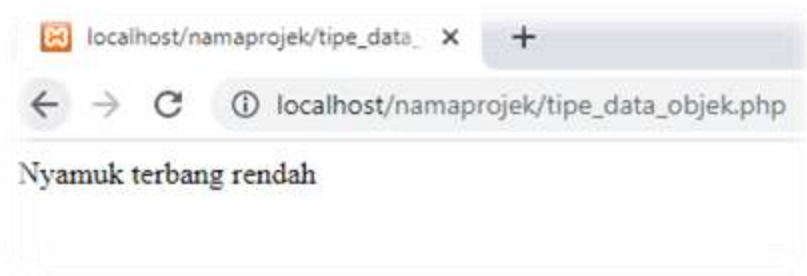 localhost/namaprojek/tipe_data_
localhost/namaprojek/tipe_data_objek.php
Nyamuk terbang rendah